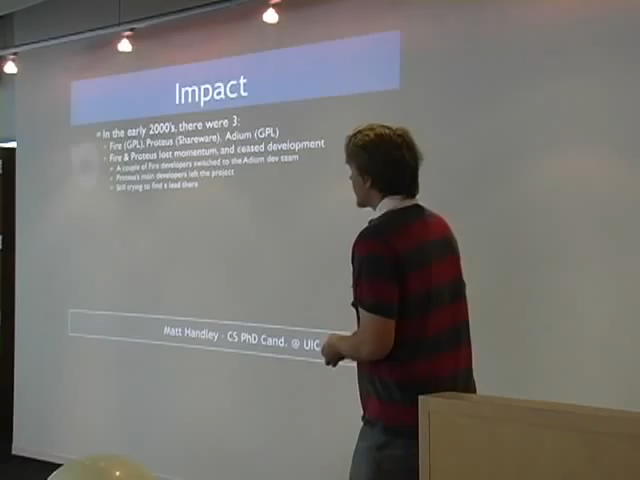 Impact
In the early 2000's, there were 3:
Fire (GPL), Proteus (Shareware), Adium (GPL)
Fire & Proteus lost momentum, and ceased development
A couple of Fire developers switched to the Adium dev team
Proteus's main developers left the project
Still trying to find a lead there
Matt Handley - CS PhD Cand. @ UIC